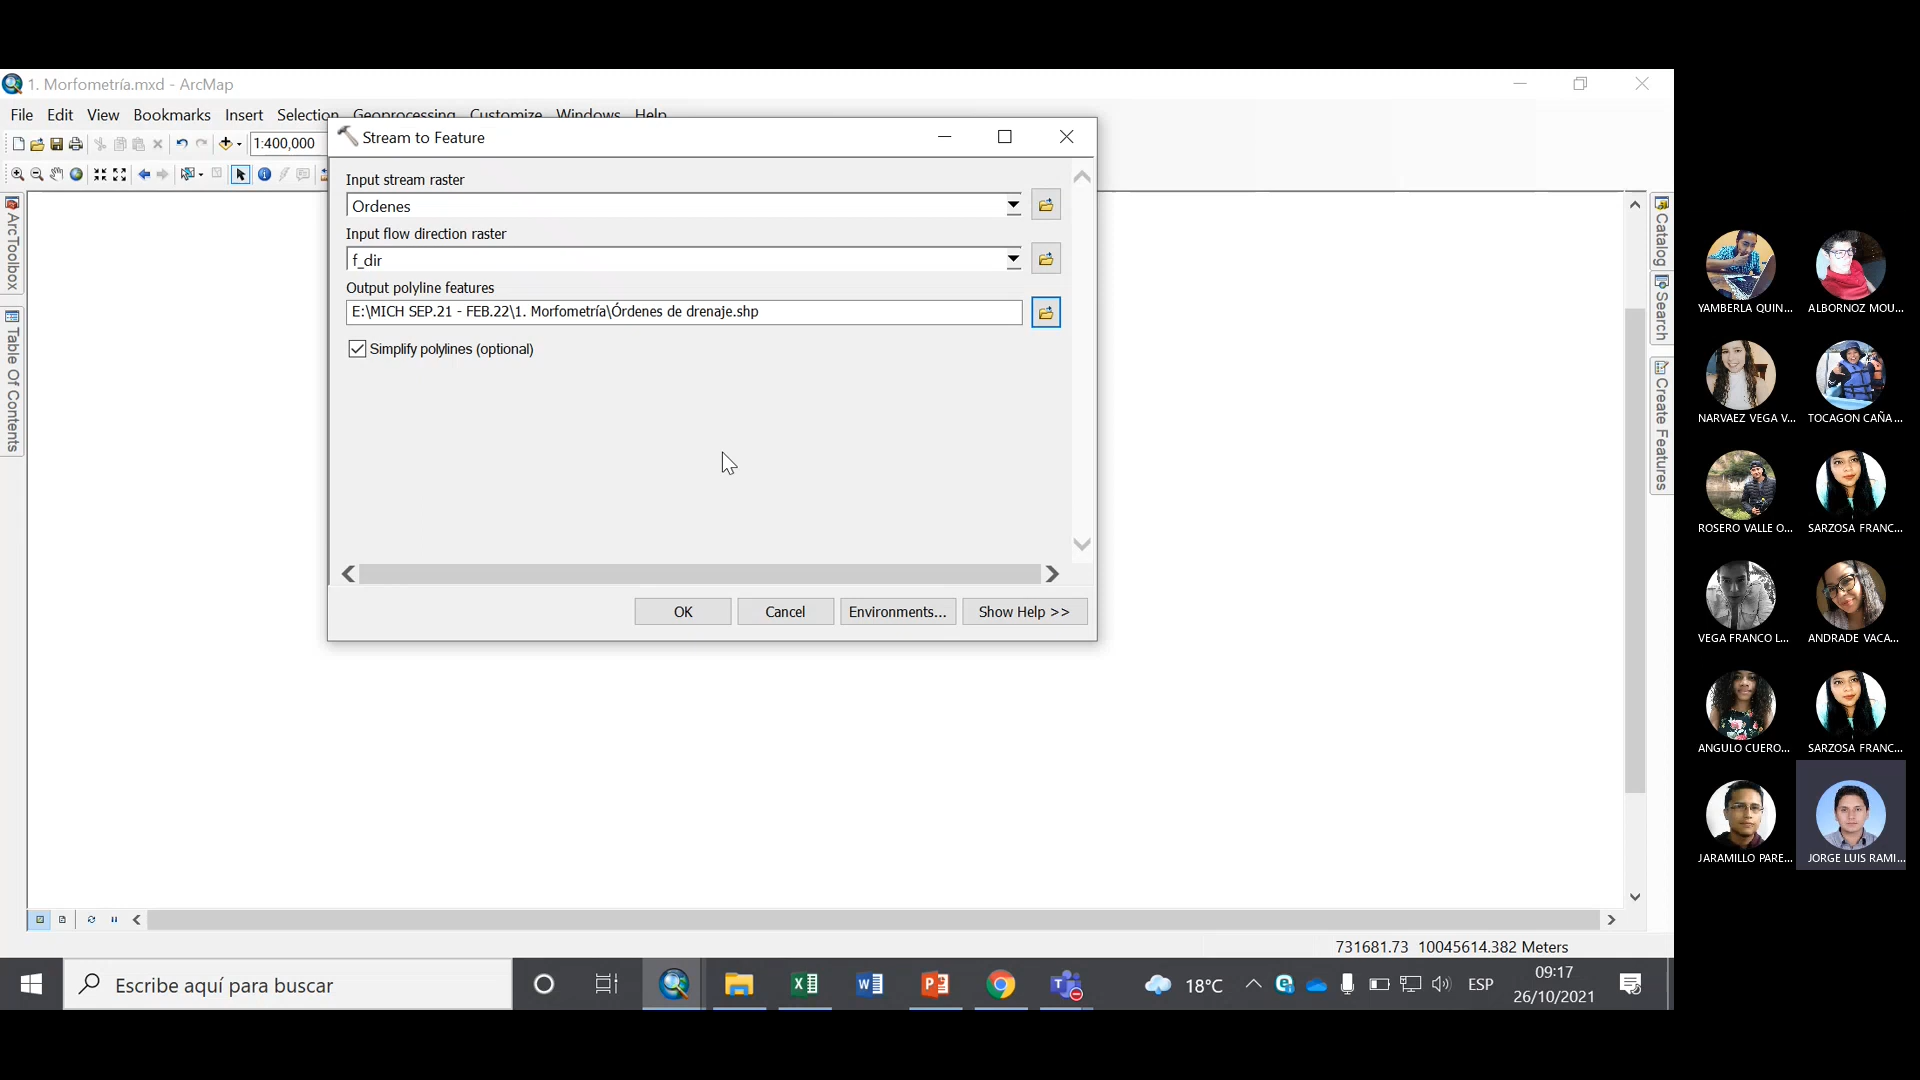 1. Morfometría.mxd - ArcMap
File Edit View Bookmarks Insert Selection Geoprocessing Customize Windows Help
1:400,000
Stream to Feature
Input stream raster
Ordenes
Input flow direction raster
f_dir
Output polyline features
E:\MICH SEP.21 - FEB.22\1. Morfometría\Órdenes de drenaje.shp
Simplify polylines (optional)
OK Cancel Environments... Show Help >>
ArcToolbox
Table Of Contents
Catalog
Search
Create Features
731681.73 10045614.382 Meters
Escribe aquí para buscar
18°C
ESP
09:17
26/10/2021
YAMBERLA QUIN... ALBORNOZ MOU...
NARVAEZ VEGA V... TOCAGON CAÑA ...
ROSERO VALLE O... SARZOSA FRANC...
VEGA FRANCO L... ANDRADE VACA...
ANGULO CUERO... SARZOSA FRANC...
JARAMILLO PARE... JORGE LUIS RAMI...